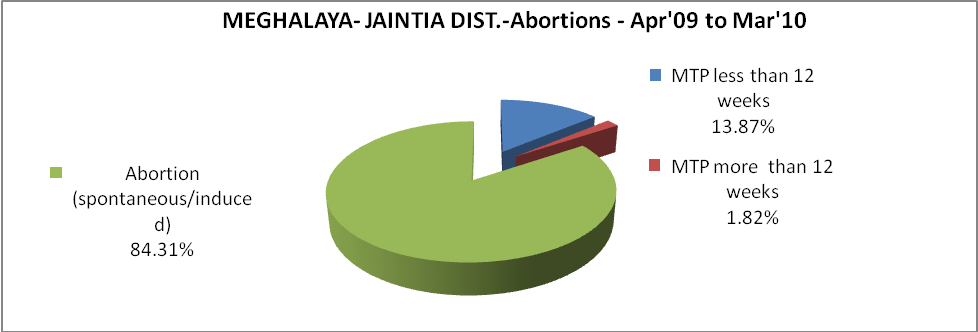 MEGHALAYA- JAINTIA DIST.-Abortions - Apr'09 to Mar'10
MTP less than 12
weeks
13.87%
MTP more than 12
weeks
1.82%
Abortion
(spontaneous/induce
d)
84.31%